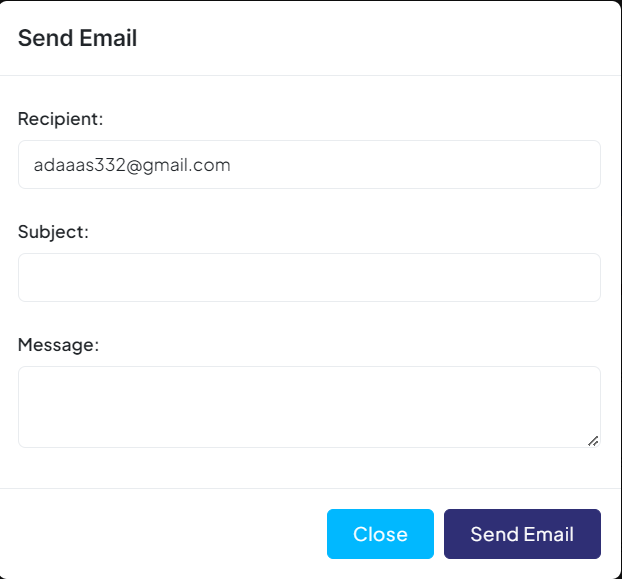 Send Email
Recipient:
adaaas332@gmail.com
Subject:
Message:
Close Send Email